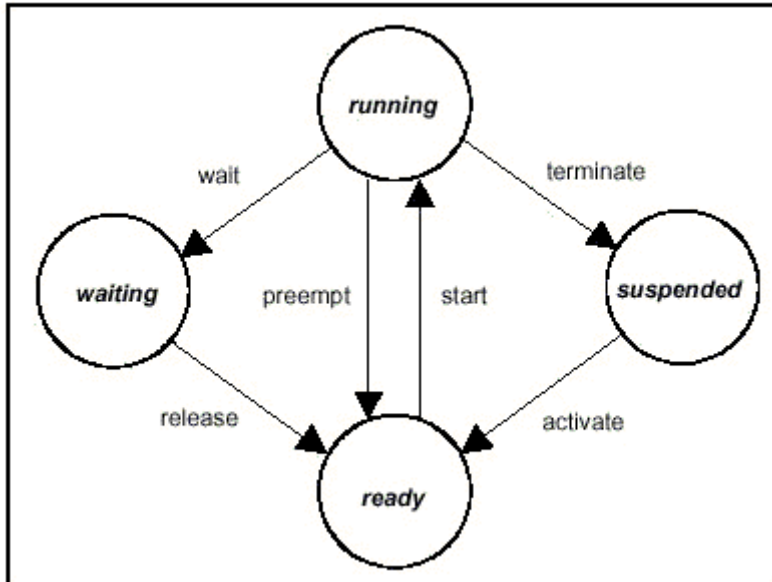 running
wait
terminate
waiting
preempt
start
suspended
release
activate
ready